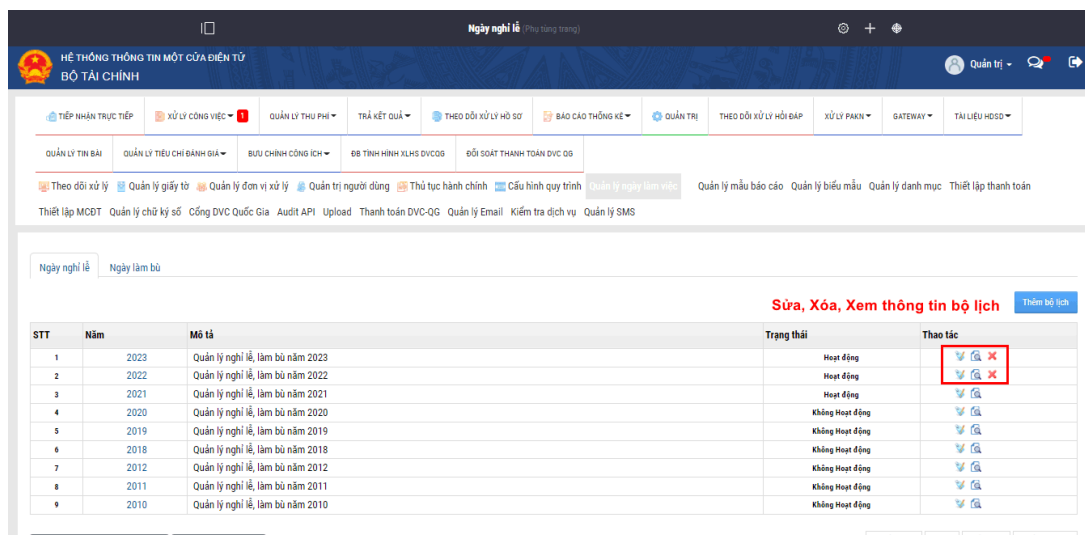 Ngày nghỉ lễ (Phụ tùng trang)
HỆ THỐNG THÔNG TIN MỘT CỬA ĐIỆN TỬ
BỘ TÀI CHÍNH
Quản trị
TIẾP NHẬN TRỰC TIẾP XỬ LÝ CÔNG VIỆC 1 QUẢN LÝ THU PHÍ TRẢ KẾT QUẢ THEO DÕI XỬ LÝ HỒ SƠ BÁO CÁO THỐNG KÊ QUẢN TRỊ THEO DÕI XỬ LÝ HỎI ĐÁP XỬ LÝ PAKN GATEWAY TÀI LIỆU HDSD
QUẢN LÝ TIN BÀI QUẢN LÝ TIÊU CHÍ ĐÁNH GIÁ BƯU CHÍNH CÔNG ÍCH ĐB TÌNH HÌNH XLHS DVCQG ĐỐI SOÁT THANH TOÁN DVC QG
Theo dõi xử lý Quản lý giấy tờ Quản lý đơn vị xử lý Quản trị người dùng Thủ tục hành chính Cấu hình quy trình Quản lý ngày làm việc Quản lý mẫu báo cáo Quản lý biểu mẫu Quản lý danh mục Thiết lập thanh toán
Thiết lập MCĐT Quản lý chữ ký số Cổng DVC Quốc Gia Audit API Upload Thanh toán DVC-QG Quản lý Email Kiểm tra dịch vụ Quản lý SMS
Ngày nghỉ lễ Ngày làm bù
Sửa, Xóa, Xem thông tin bộ lịch Thêm bộ lịch
STT Năm Mô tả Trạng thái Thao tác
1 2023 Quản lý nghỉ lễ, làm bù năm 2023 Hoạt động
2 2022 Quản lý nghỉ lễ, làm bù năm 2022 Hoạt động
3 2021 Quản lý nghỉ lễ, làm bù năm 2021 Hoạt động
4 2020 Quản lý nghỉ lễ, làm bù năm 2020 Không Hoạt động
5 2019 Quản lý nghỉ lễ, làm bù năm 2019 Không Hoạt động
6 2018 Quản lý nghỉ lễ, làm bù năm 2018 Không Hoạt động
7 2012 Quản lý nghỉ lễ, làm bù năm 2012 Không Hoạt động
8 2011 Quản lý nghỉ lễ, làm bù năm 2011 Không Hoạt động
9 2010 Quản lý nghỉ lễ, làm bù năm 2010 Không Hoạt động